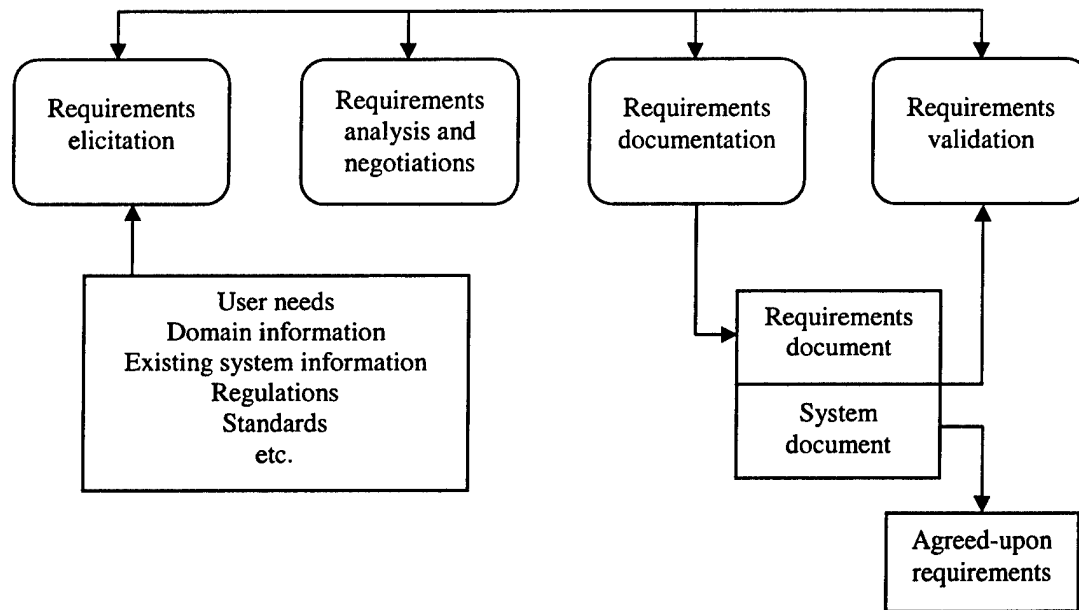 Requirements
elicitation
Requirements
analysis and
negotiations
Requirements
documentation
Requirements
validation
User needs
Domain information
Existing system information
Regulations
Standards
etc.
Requirements
document
System
document
Agreed-upon
requirements